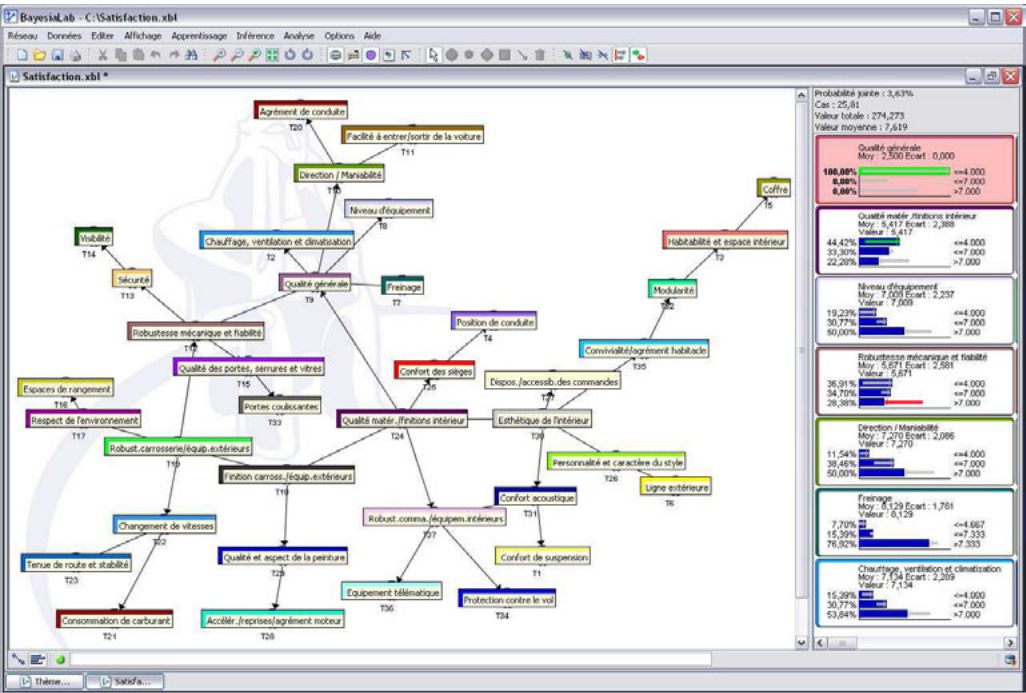 BayesiaLab - C:\Satisfaction.xbl
Réseau Données Editer Affichage Apprentissage Inférence Analyse Options Aide
Satisfaction.xbl *
Agrément de conduite
T20
Facilité à entrer/sortir de la voiture
T11
Direction / Maniabilité
Coffre
T5
Niveau d'équipement
T8
Visibilité
T14
Chauffage, ventilation et climatisation
T2
Habitabilité et espace intérieur
T3
Sécurité
T13
Qualité générale
T9
Freinage
T7
Modularité
Position de conduite
T4
Robustesse mécanique et fiabilité
Convivialité/agrément habitacle
T35
Qualité des portes, serrures et vitres
T15
Confort des sièges
Dispos./accessib.des commandes
Espaces de rangement
T16
Portes coulissantes
T33
Respect de l'environnement
T17
Qualité matér./finitions intérieur
T24
Esthétique de l'intérieur
T30
Robust.carrosserie/équip.extérieurs
Personnalité et caractère du style
T26
Finition carross./équip.extérieurs
Ligne extérieure
T6
Confort acoustique
T31
Changement de vitesses
Robust.comma./équipem.intérieurs
Tenue de route et stabilité
T23
Qualité et aspect de la peinture
Confort de suspension
T1
Equipement télématique
T36
Protection contre le vol
T34
Consommation de carburant
T21
Accélér./reprises/agrément moteur
T28
Probabilité jointe : 3,63%
Cas : 25,81
Valeur totale : 274,273
Valeur moyenne : 7,619
Qualité générale
Moy : 2,500 Ecart : 0,000
100,00% <=4.000
0,00% <=7.000
0,00% >7.000
Qualité matér./finitions intérieur
Moy : 5,417 Ecart : 2,388
Valeur : 5,417
44,42% <=4.000
33,30% <=7.000
22,28% >7.000
Niveau d'équipement
Moy : 7,009 Ecart : 2,237
Valeur : 7,009
19,23% <=4.000
30,77% <=7.000
50,00% >7.000
Robustesse mécanique et fiabilité
Moy : 5,671 Ecart : 2,581
Valeur : 5,671
36,91% <=4.000
34,70% <=7.000
28,38% >7.000
Direction / Maniabilité
Moy : 7,270 Ecart : 2,086
Valeur : 7,270
11,54% <=4.000
38,46% <=7.000
50,00% >7.000
Freinage
Moy : 8,129 Ecart : 1,761
Valeur : 8,129
7,70% <=4.667
15,39% <=7.333
76,92% >7.333
Chauffage, ventilation et climatisation
Moy : 7,134 Ecart : 2,289
Valeur : 7,134
15,39% <=4.000
30,77% <=7.000
53,84% >7.000
Thème... Satisfa...